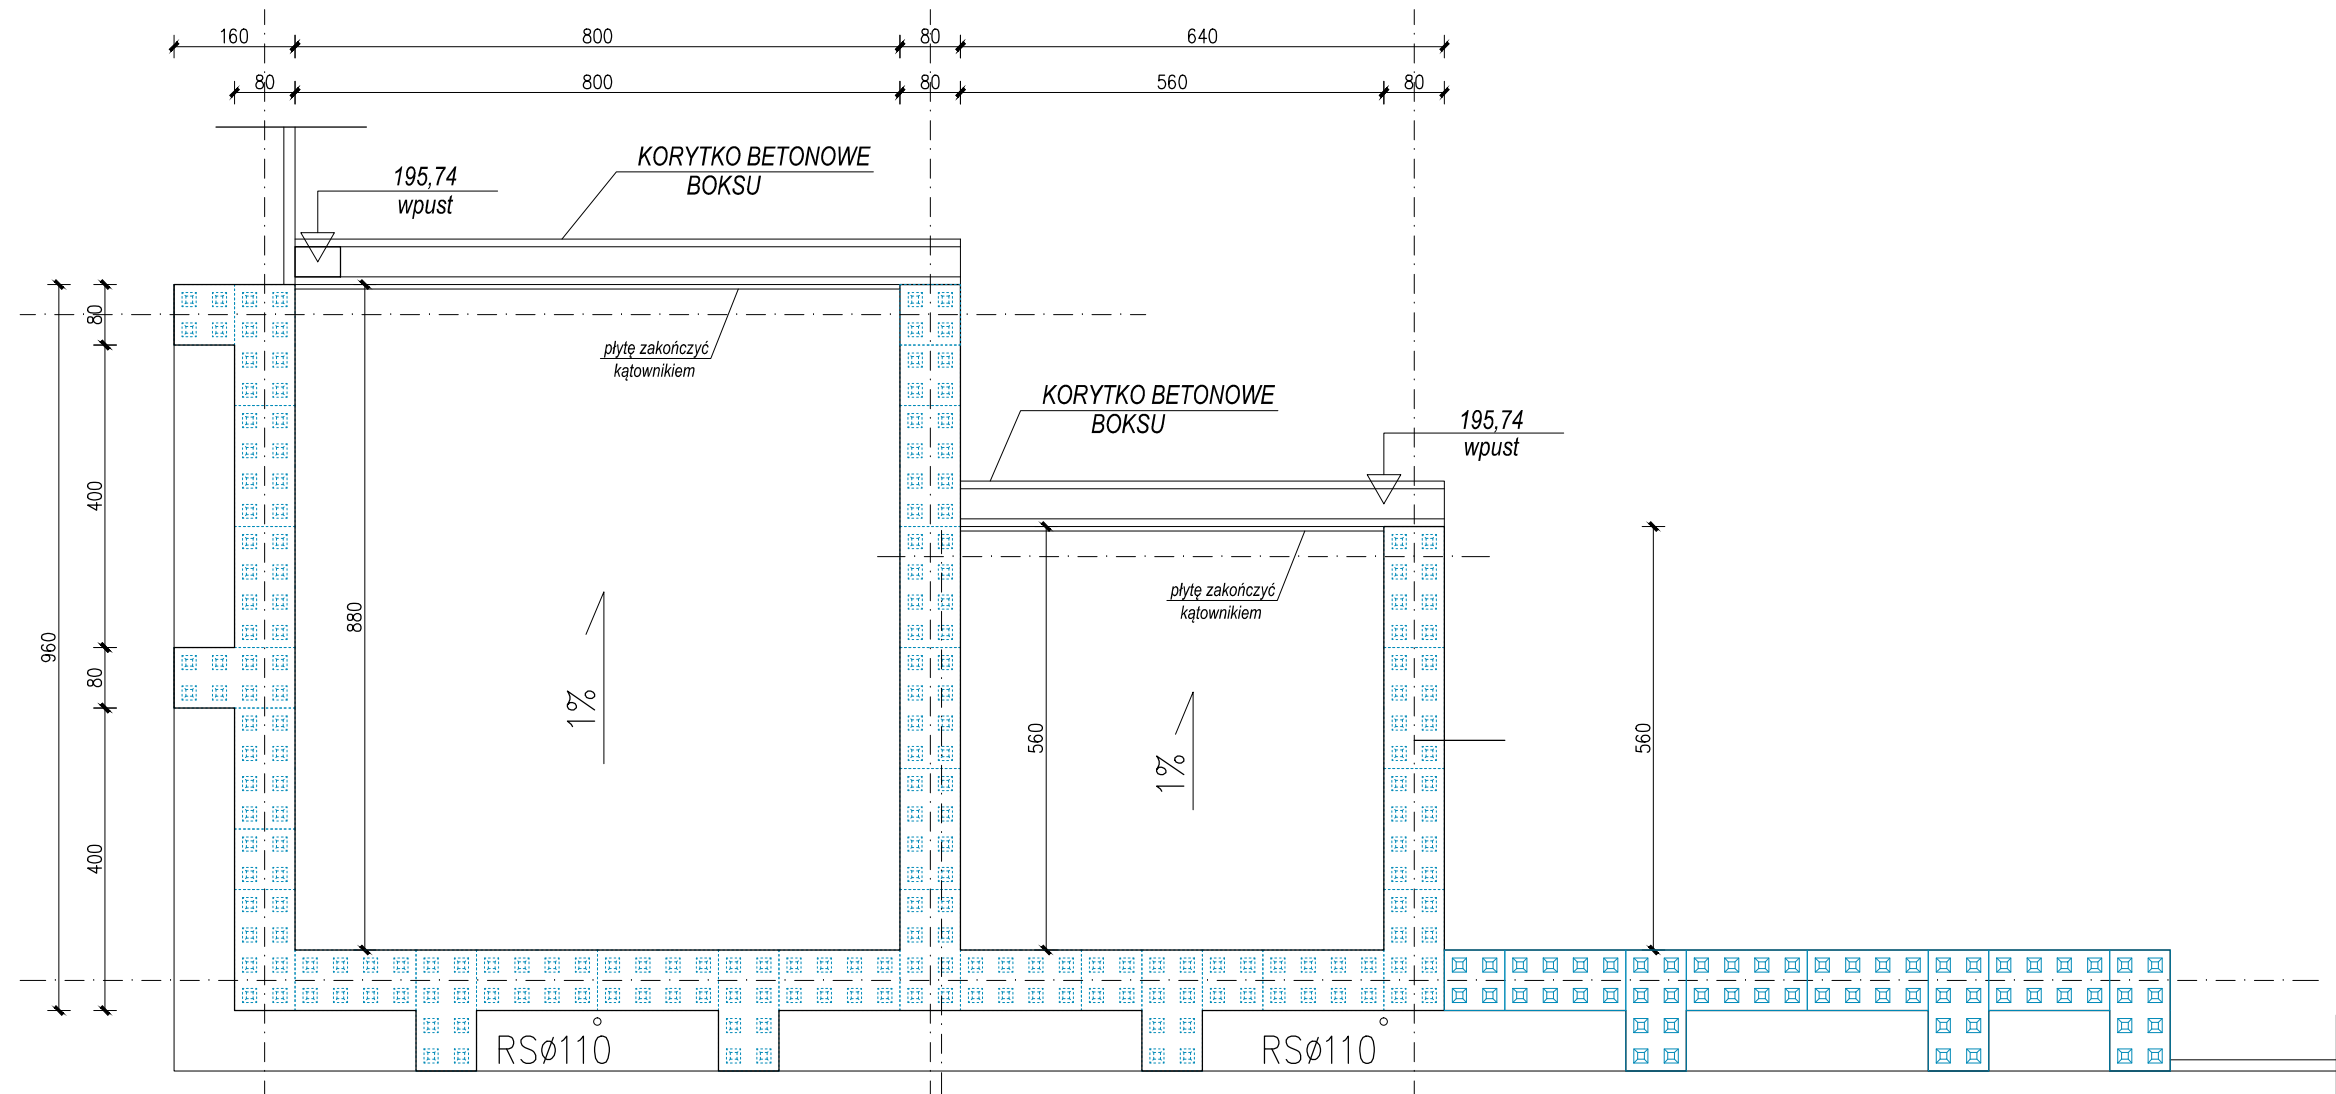 160
800
80
640
80
800
80
560
80
KORYTKO BETONOWE
BOKSU
195,74
wpust
80
płytę zakończyć
kątownikiem
KORYTKO BETONOWE
BOKSU
195,74
wpust
400
880
960
płytę zakończyć
kątownikiem
80
1%
560
1%
560
400
RSø110
RSø110